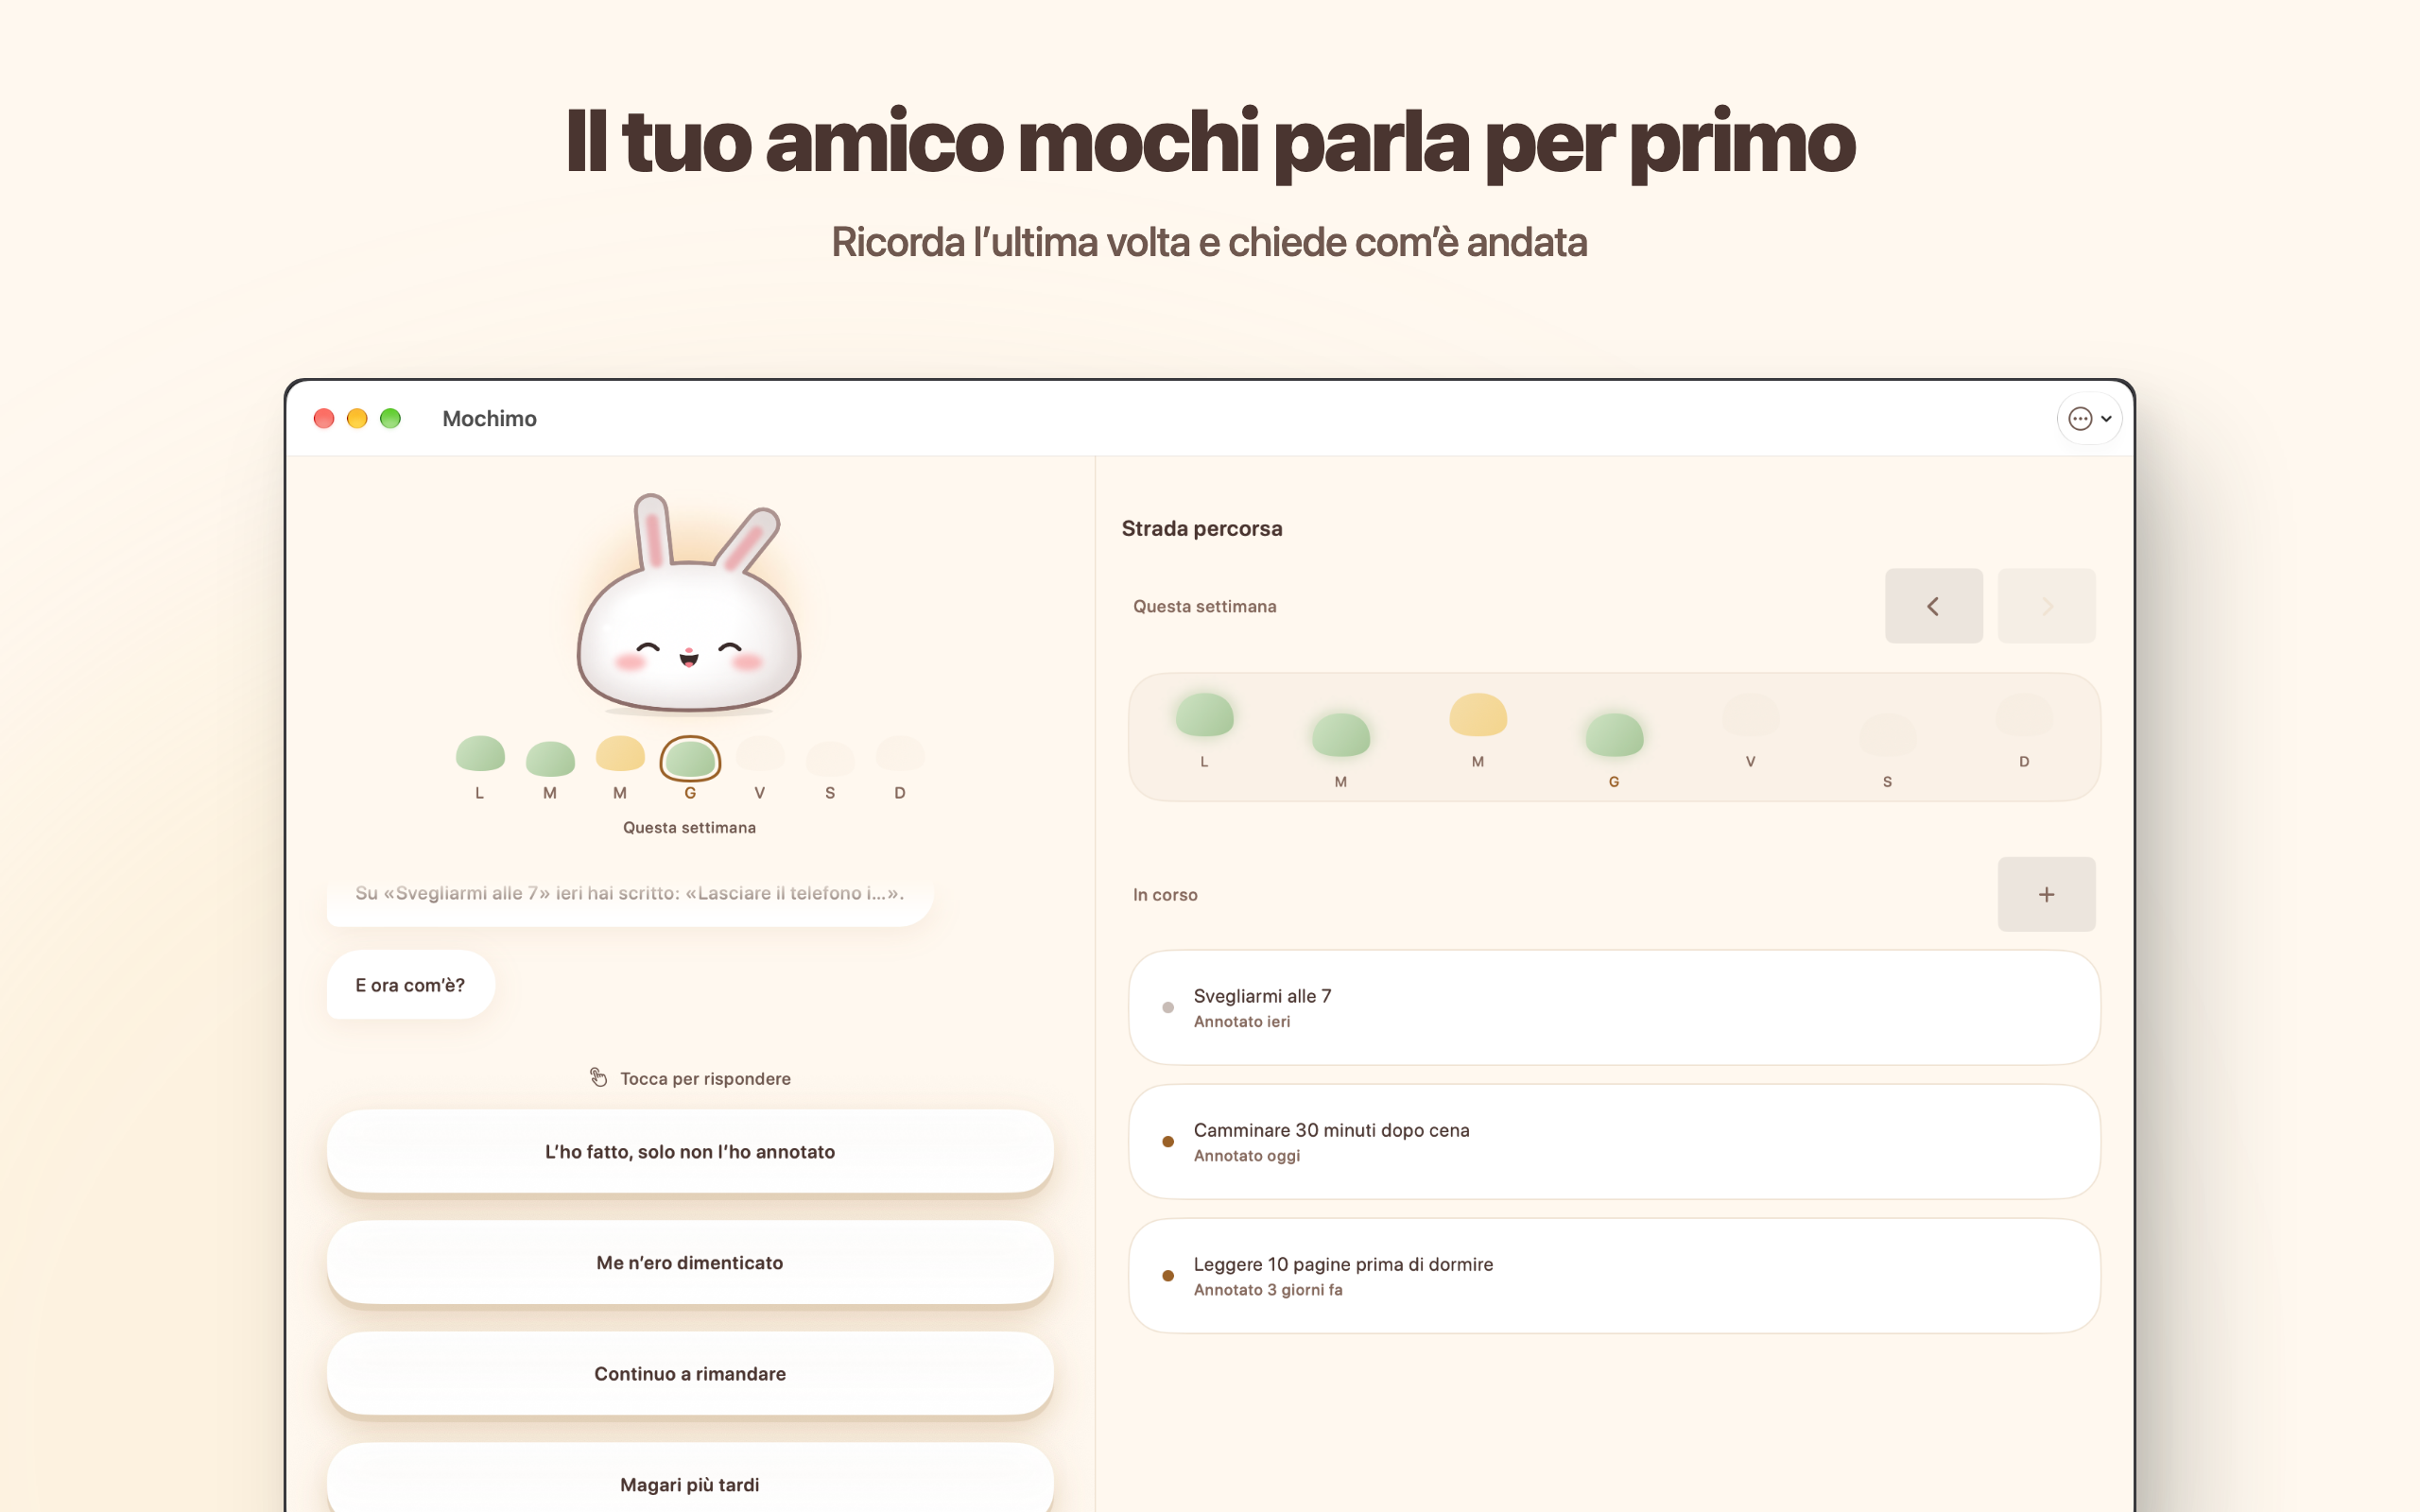 Il tuo amico mochi parla per primo
Ricorda l'ultima volta e chiede com'è andata
Mochimo
L M M G V S D
Questa settimana
Su «Svegliarmi alle 7» ieri hai scritto: «Lasciare il telefono i...».
E ora com'è?
Tocca per rispondere
L'ho fatto, solo non l'ho annotato
Me n'ero dimenticato
Continuo a rimandare
Magari più tardi
Strada percorsa
Questa settimana
L M M G V S D
In corso
Svegliarmi alle 7
Annotato ieri
Camminare 30 minuti dopo cena
Annotato oggi
Leggere 10 pagine prima di dormire
Annotato 3 giorni fa